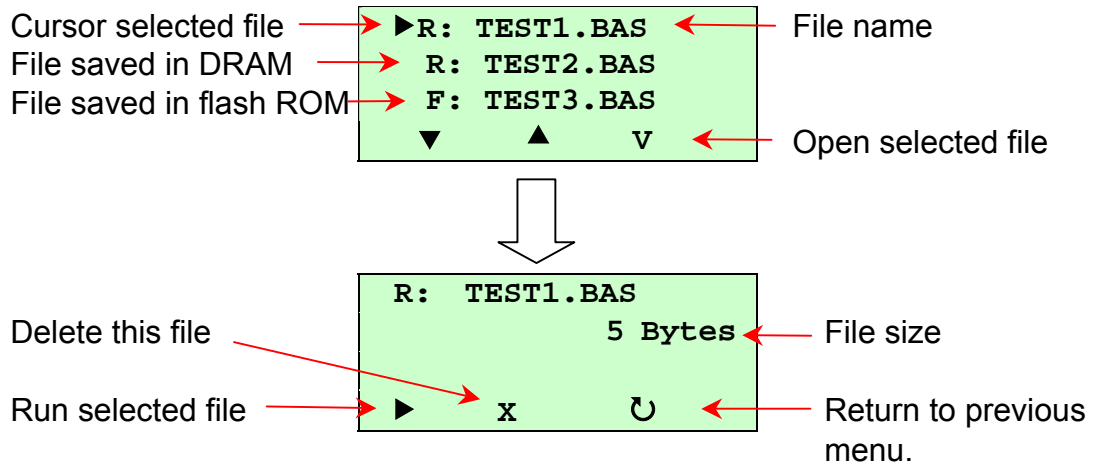 Cursor selected file
File saved in DRAM
File saved in flash ROM
▶R: TEST1.BAS
R: TEST2.BAS
F: TEST3.BAS
▼ ▲ V
File name
Open selected file
R: TEST1.BAS
5 Bytes
▶ X ↻
Delete this file
Run selected file
File size
Return to previous
menu.